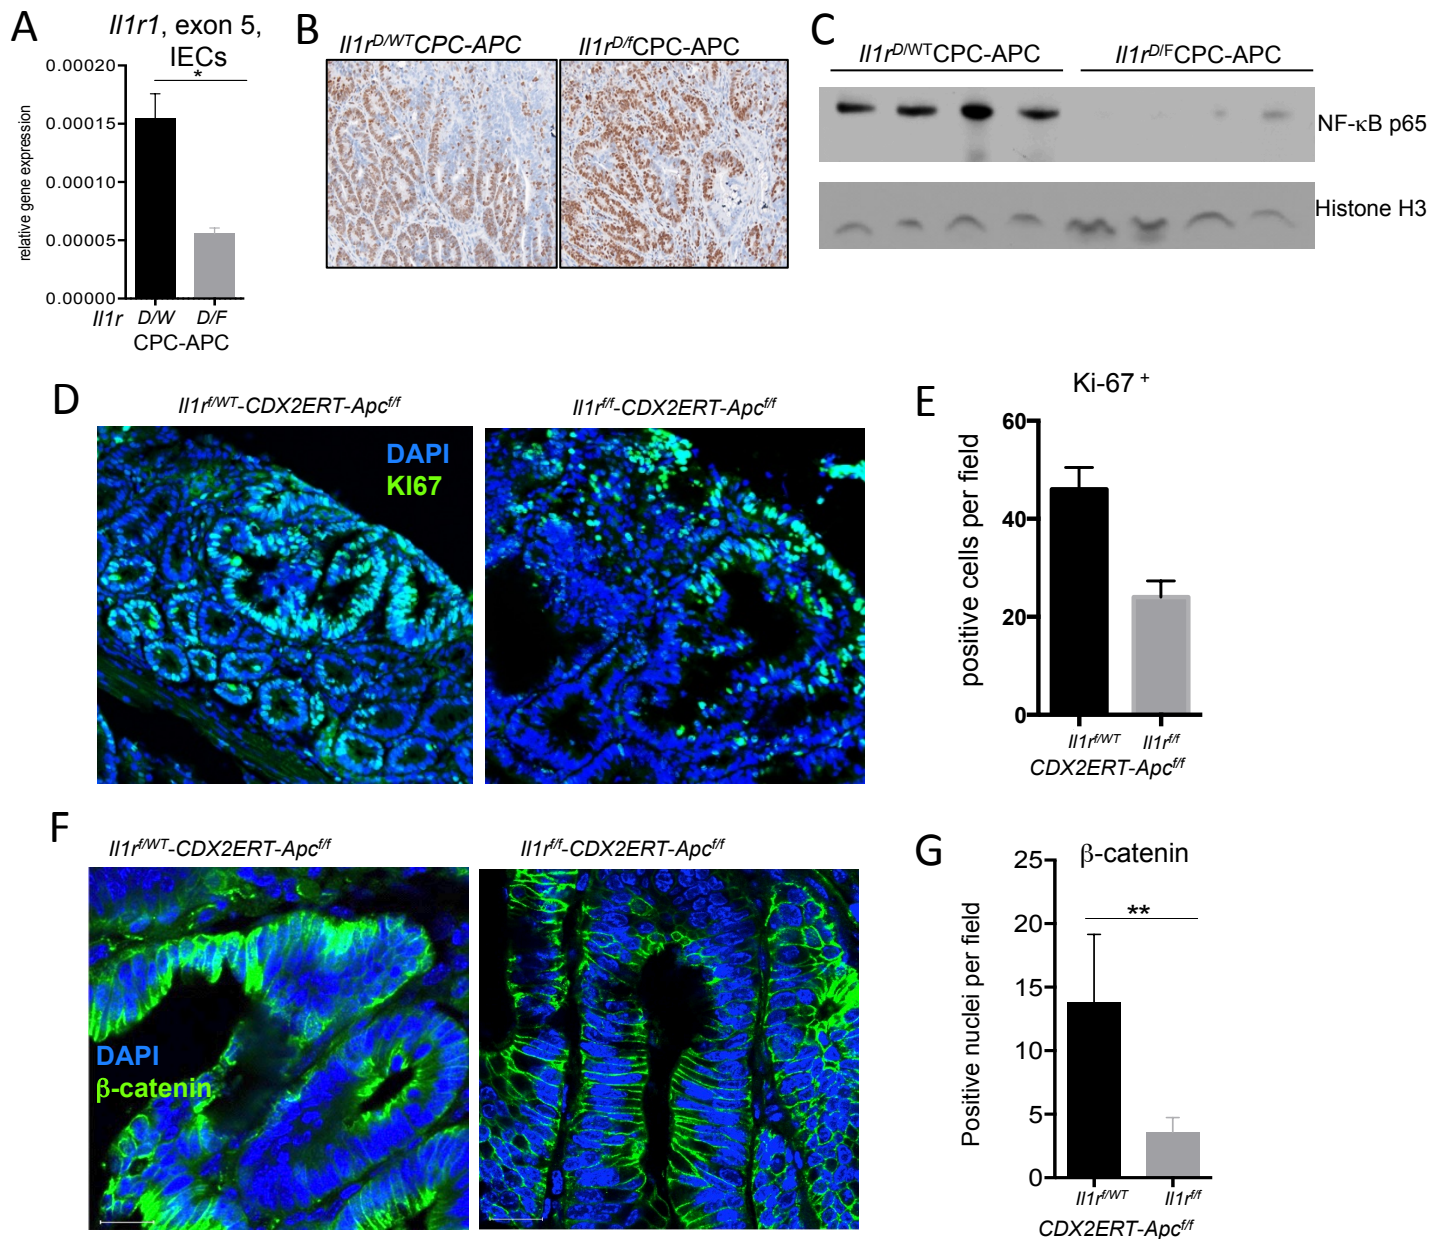 A
Il1r1, exon 5,
IECs
*
relative gene expression
0.00020
0.00015
0.00010
0.00005
0.00000
Il1r D/W D/F
CPC-APC
B
Il1rD/WTCPC-APC
Il1rD/fCPC-APC
C
Il1rD/WTCPC-APC
Il1rD/FCPC-APC
NF-κB p65
Histone H3
D
Il1rf/WT-CDX2ERT-Apcf/f
Il1rf/f-CDX2ERT-Apcf/f
DAPI
KI67
E
Ki-67 +
positive cells per field
60
40
20
0
Il1rf/WT Il1rf/f
CDX2ERT-Apcf/f
F
Il1rf/WT-CDX2ERT-Apcf/f
Il1rf/f-CDX2ERT-Apcf/f
DAPI
β-catenin
G
β-catenin
**
Positive nuclei per field
25
20
15
10
5
0
Il1rf/WT Il1rf/f
CDX2ERT-Apcf/f